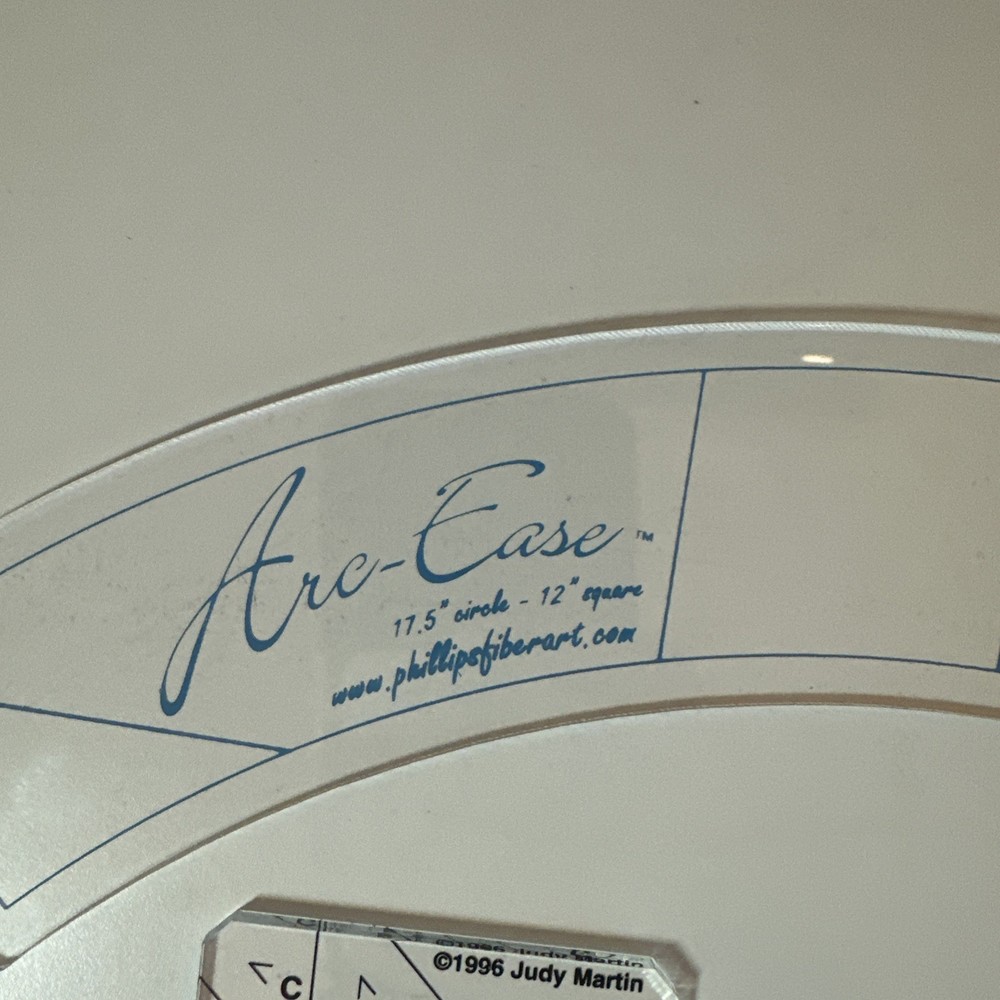 Arc-Ease™
17.5" circle - 12" square
www.phillipsfiberart.com
©1996 Judy Martin
C